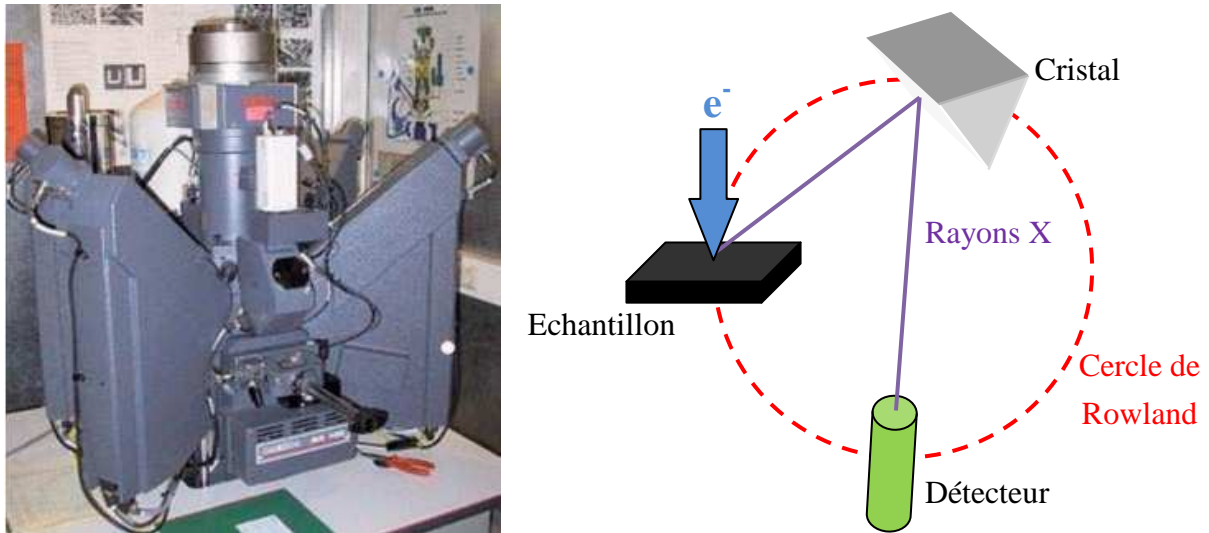 Cristal
e-
Rayons X
Echantillon
Cercle de
Rowland
Détecteur